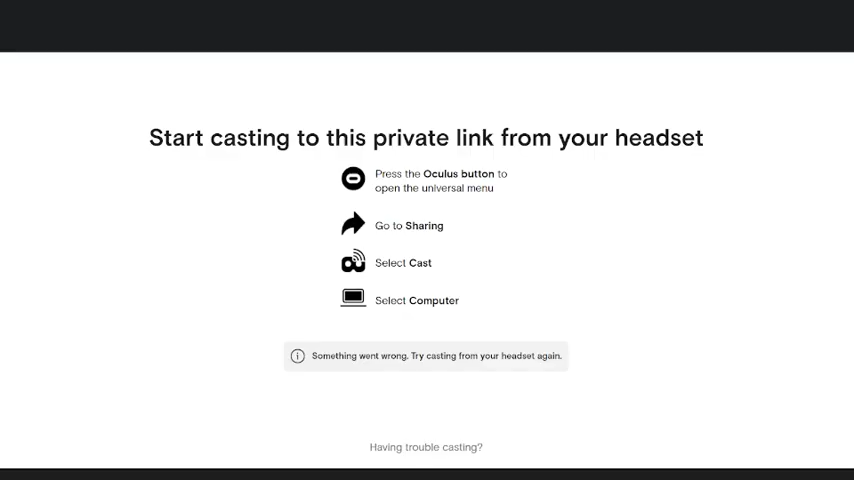 Start casting to this private link from your headset
Press the Oculus button to
open the universal menu
Go to Sharing
Select Cast
Select Computer
Something went wrong. Try casting from your headset again.
Having trouble casting?